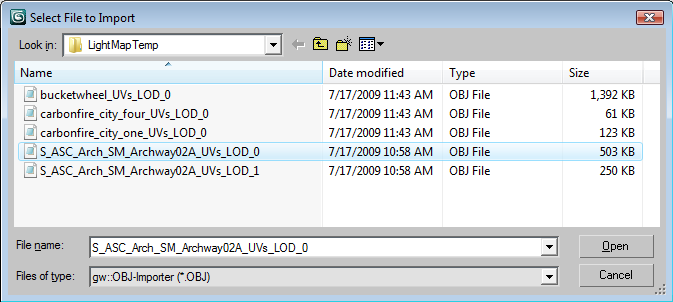 Select File to Import
Look in: LightMapTemp
Name Date modified Type Size
bucketwheel_UVs_LOD_0 7/17/2009 11:43 AM OBJ File 1,392 KB
carbonfire_city_four_UVs_LOD_0 7/17/2009 11:43 AM OBJ File 61 KB
carbonfire_city_one_UVs_LOD_0 7/17/2009 11:43 AM OBJ File 123 KB
S_ASC_Arch_SM_Archway02A_UVs_LOD_0 7/17/2009 10:58 AM OBJ File 503 KB
S_ASC_Arch_SM_Archway02A_UVs_LOD_1 7/17/2009 10:58 AM OBJ File 250 KB
File name: S_ASC_Arch_SM_Archway02A_UVs_LOD_0 Open
Files of type: gw::OBJ-Importer (*.OBJ) Cancel